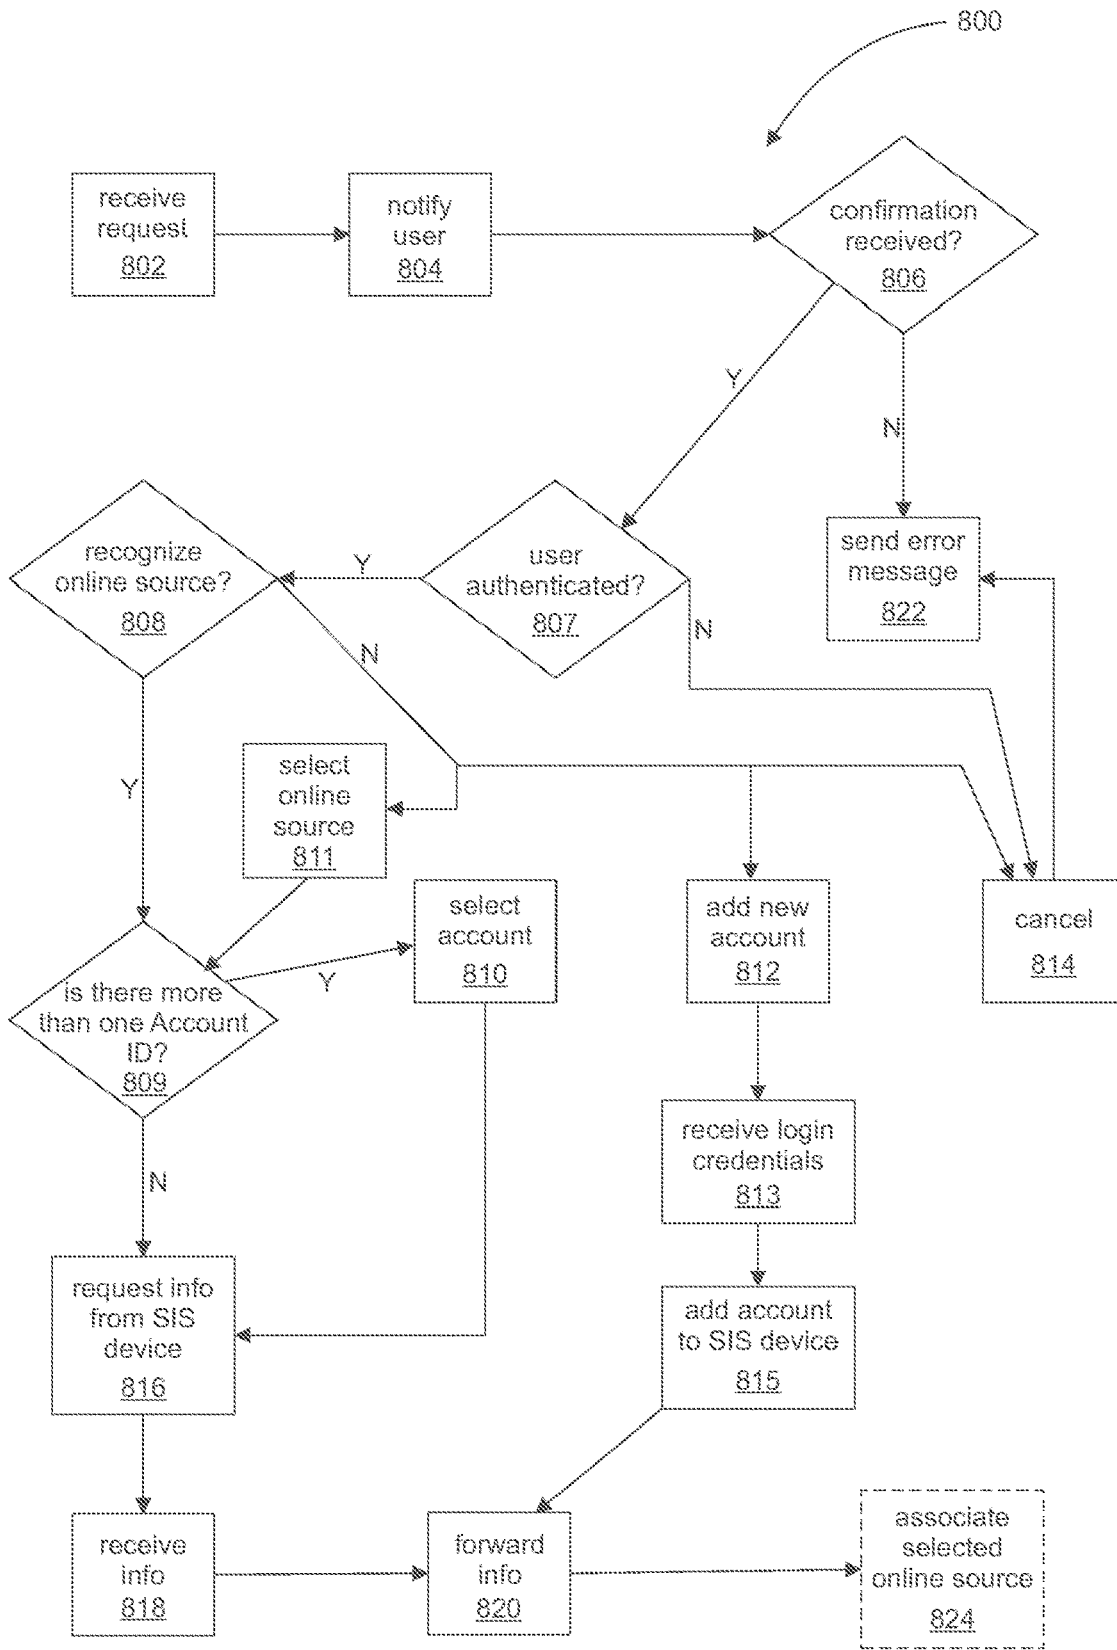 800
receive
request
802
notify
user
804
confirmation
received?
806
Y
N
recognize
online source?
808
Y
user
authenticated?
807
send error
message
822
N
N
Y
select
online
source
811
select
account
810
add new
account
812
cancel
814
Y
is there more
than one Account
ID?
809
N
receive login
credentials
813
request info
from SIS
device
816
add account
to SIS device
815
receive
info
818
forward
info
820
associate
selected
online source
824